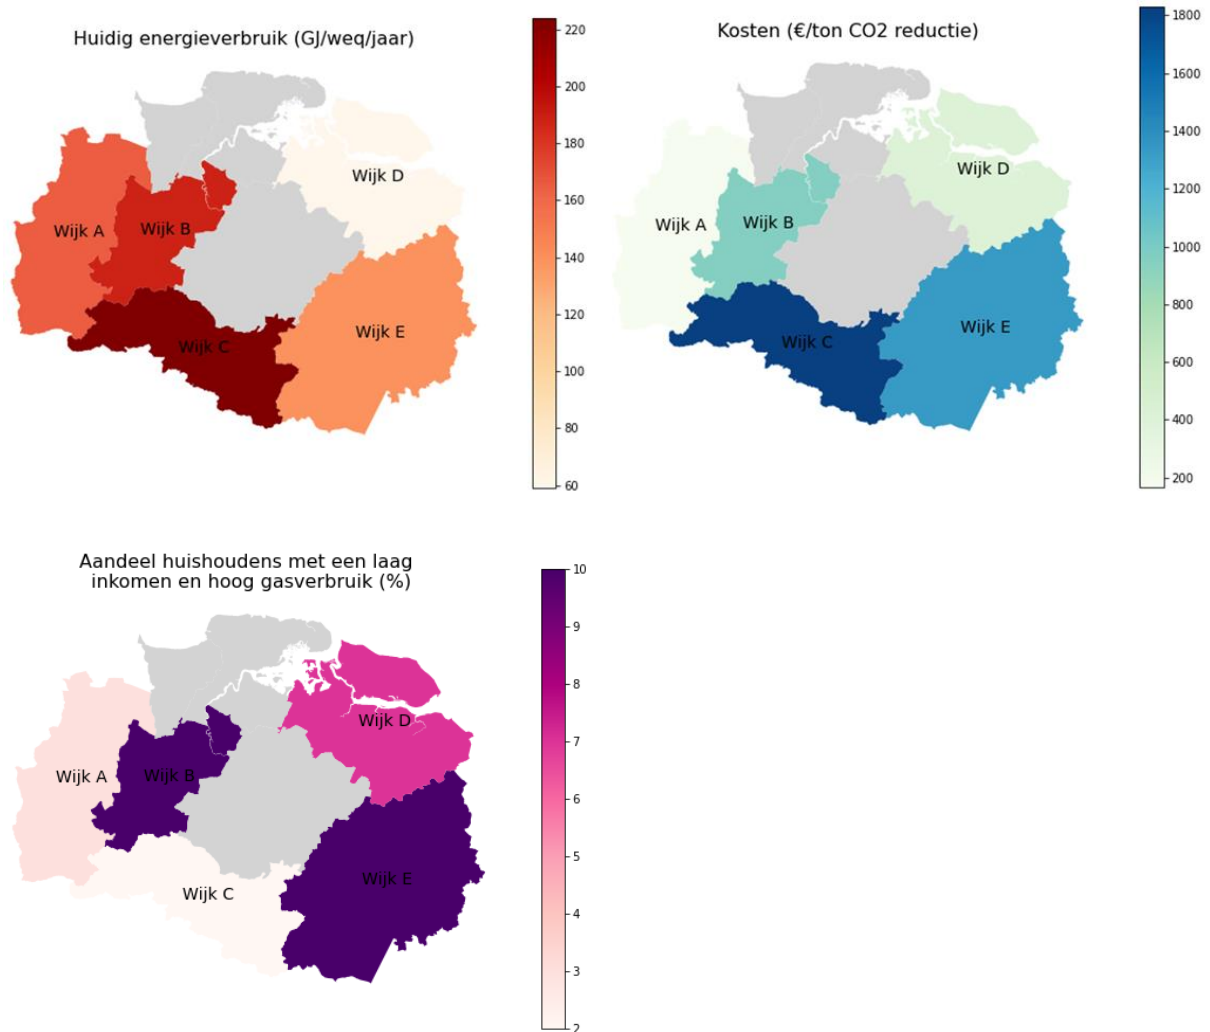 Huidig energieverbruik (GJ/weq/jaar)
220
200
180
160
140
120
100
80
60
Wijk A
Wijk B
Wijk C
Wijk D
Wijk E
Kosten (€/ton CO2 reductie)
1800
1600
1400
1200
1000
800
600
400
200
Wijk A
Wijk B
Wijk C
Wijk D
Wijk E
Aandeel huishoudens met een laag
inkomen en hoog gasverbruik (%)
10
9
8
7
6
5
4
3
2
Wijk A
Wijk B
Wijk C
Wijk D
Wijk E